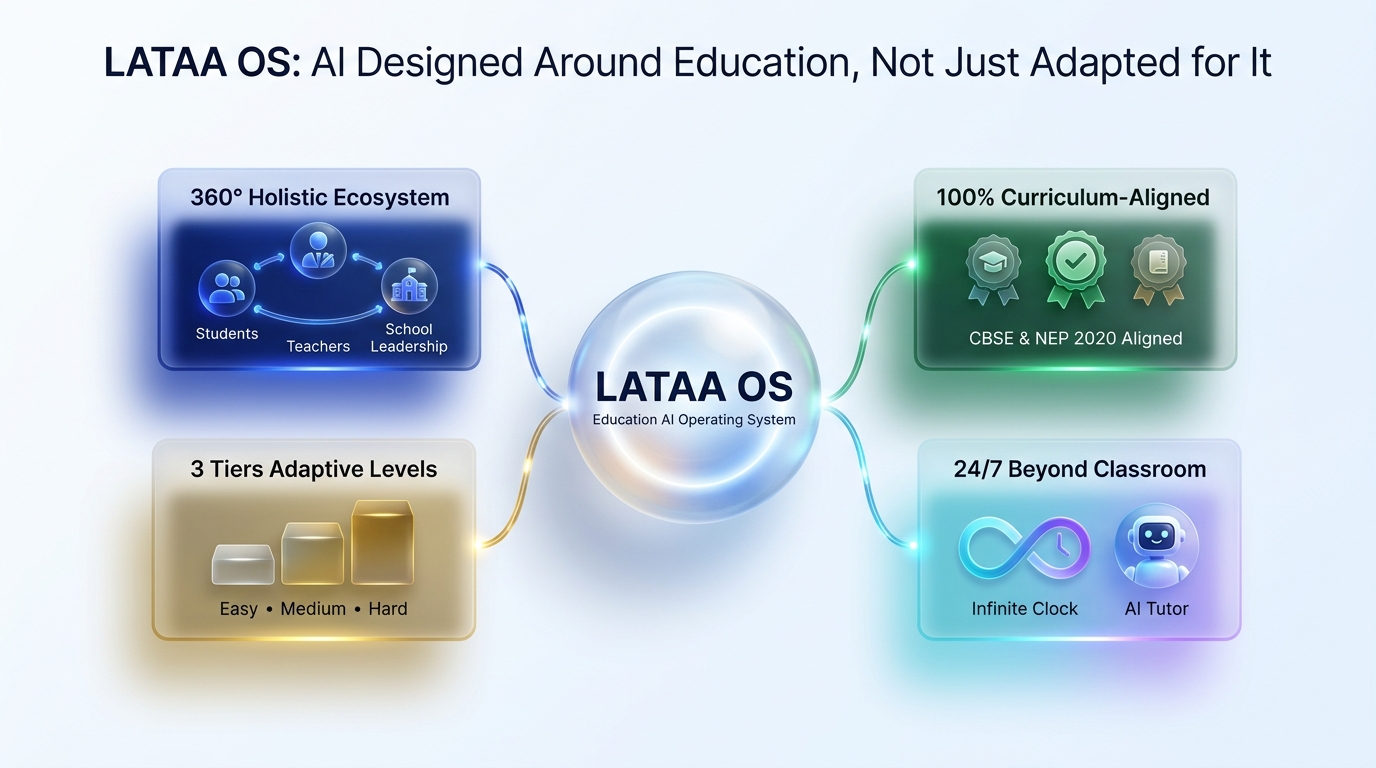 LATAA OS: AI Designed Around Education, Not Just Adapted for It
360° Holistic Ecosystem
Students
Teachers
School
Leadership
3 Tiers Adaptive Levels
Easy • Medium • Hard
LATAA OS
Education AI Operating System
100% Curriculum-Aligned
CBSE & NEP 2020 Aligned
24/7 Beyond Classroom
Infinite Clock
AI Tutor